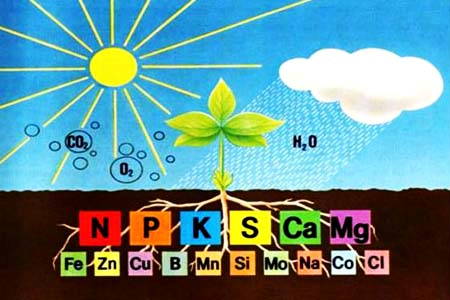 CO₂
O₂
H₂O
N P K S Ca Mg
Fe Zn Cu B Mn Si Mo Na Co Cl